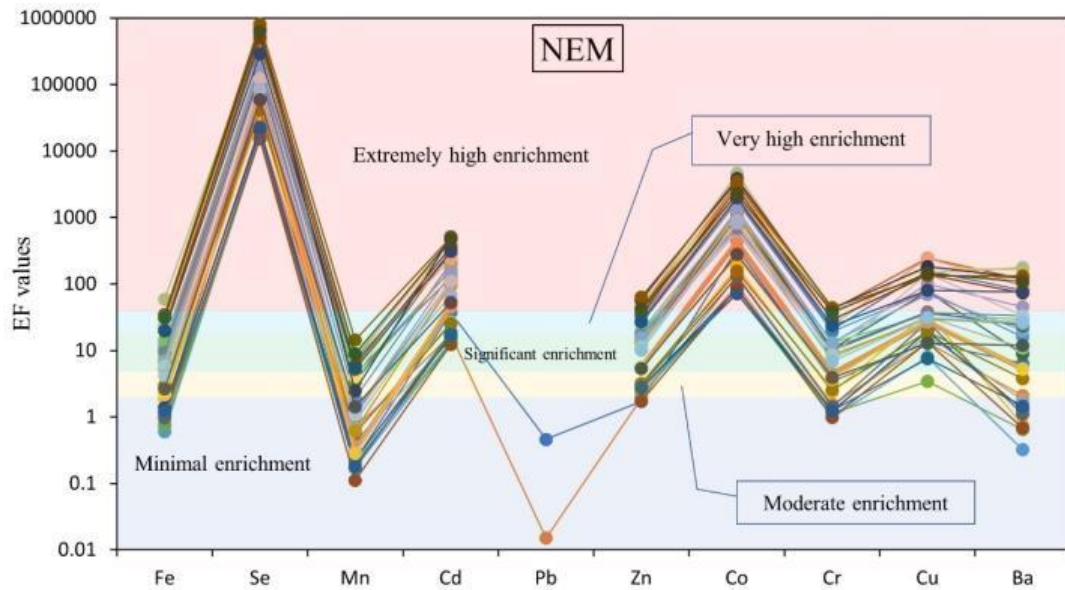 NEM
1000000
100000
10000
1000
100
10
1
0.1
0.01
EF values
Extremely high enrichment
Very high enrichment
Significant enrichment
Minimal enrichment
Moderate enrichment
Fe Se Mn Cd Pb Zn Co Cr Cu Ba